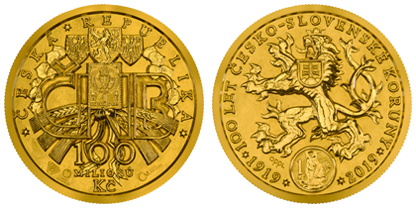 ČESKÁ REPUBLIKA
ČNB
100
MILIONŮ
Kč
100 LET ČESKO-SLOVENSKÉ KORUNY
1919
2019